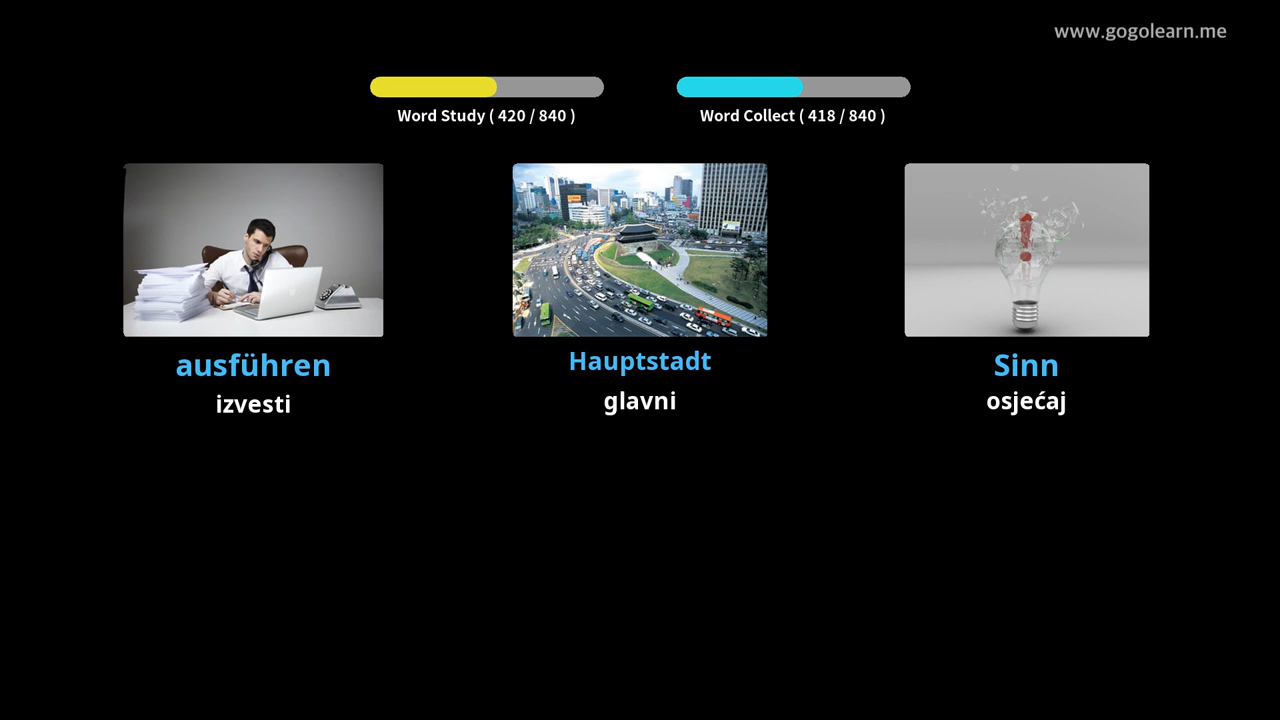 www.gogolearn.me
Word Study ( 420 / 840 )
Word Collect ( 418 / 840 )
ausführen
izvesti
Hauptstadt
glavni
Sinn
osjećaj